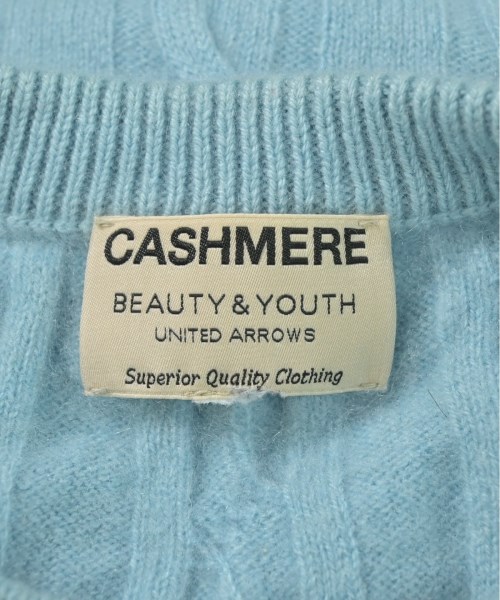 CASHMERE
BEAUTY & YOUTH
UNITED ARROWS
Superior Quality Clothing